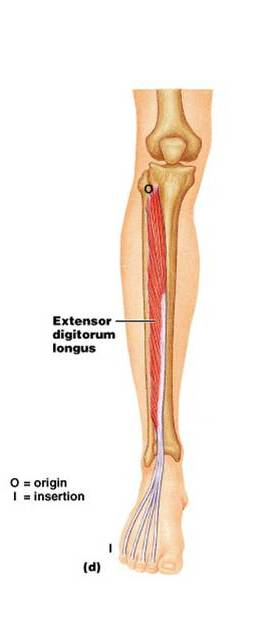 O
Extensor
digitorum
longus
O = origin
I = insertion
I
(d)